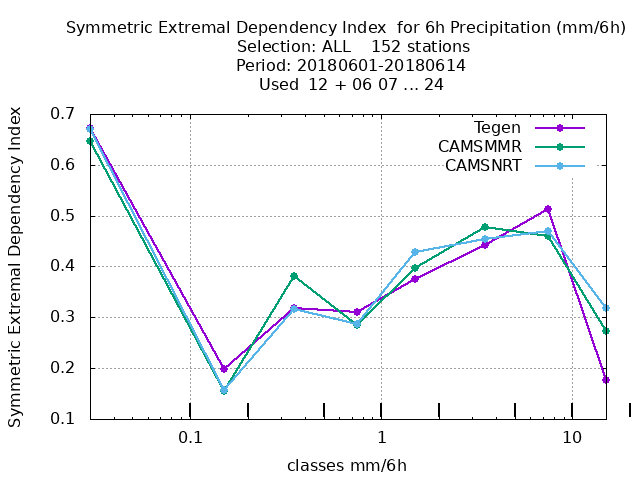 Symmetric Extremal Dependency Index  for 6h Precipitation (mm/6h)
Selection: ALL    152 stations
Period: 20180601-20180614
Used  12 + 06 07 ... 24
Symmetric Extremal Dependency Index
0.7
0.6
0.5
0.4
0.3
0.2
0.1
Tegen
CAMSMMR
CAMSNRT
0.1
1
10
classes mm/6h